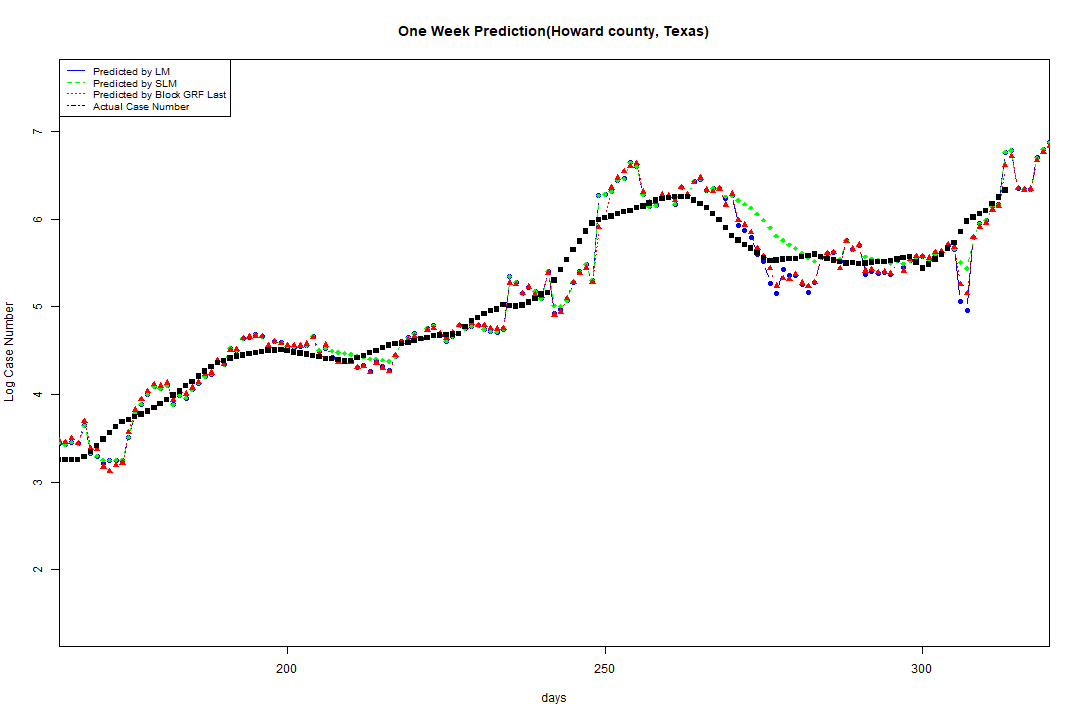 One Week Prediction(Howard county, Texas)
Predicted by LM
Predicted by SLM
Predicted by Block GRF Last
Actual Case Number
7
6
5
4
3
2
Log Case Number
200
250
300
days